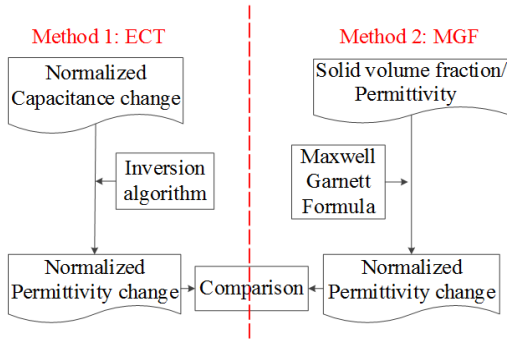 Method 1: ECT
Method 2: MGF
Normalized
Capacitance change
Solid volume fraction/
Permittivity
Inversion
algorithm
Maxwell
Garnett
Formula
Normalized
Permittivity change
Comparison
Normalized
Permittivity change